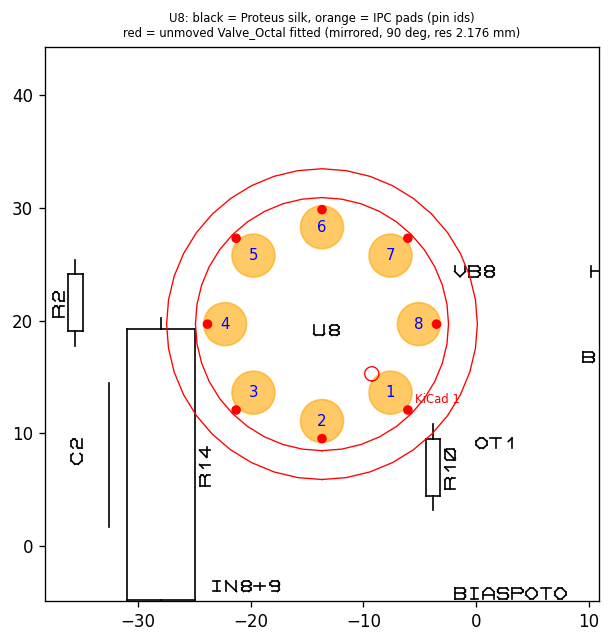 U8: black = Proteus silk, orange = IPC pads (pin ids)
red = unmoved Valve_Octal fitted (mirrored, 90 deg, res 2.176 mm)
40
30
20
10
0
−30
−20
−10
0
10
6
5
7
4
8
3
1
2
U8
VB8
T
B
R2
KiCad 1
C2
R14
R10
OT1
IN8+9
BIASPOTO